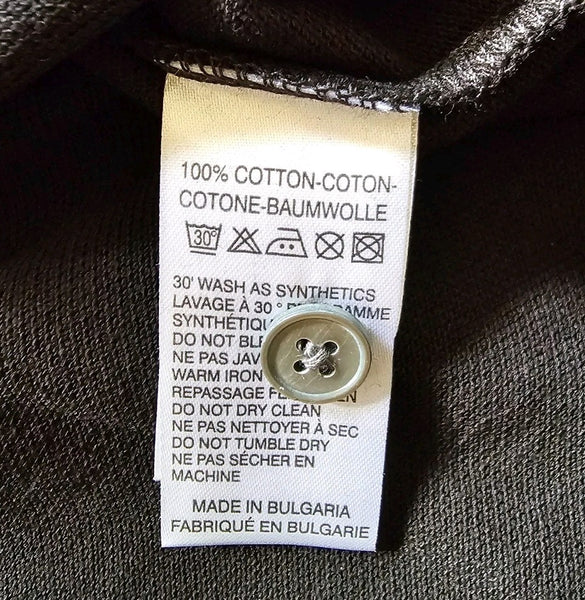 100% COTTON-COTON-
COTONE-BAUMWOLLE
30°
30' WASH AS SYNTHETICS
LAVAGE À 30 °
DO NOT
NE PAS
WARM IRON
REPASSAGE
DO NOT DRY CLEAN
NE PAS NETTOYER À SEC
DO NOT TUMBLE DRY
NE PAS SÉCHER EN
MACHINE
MADE IN BULGARIA
FABRIQUÉ EN BULGARIE